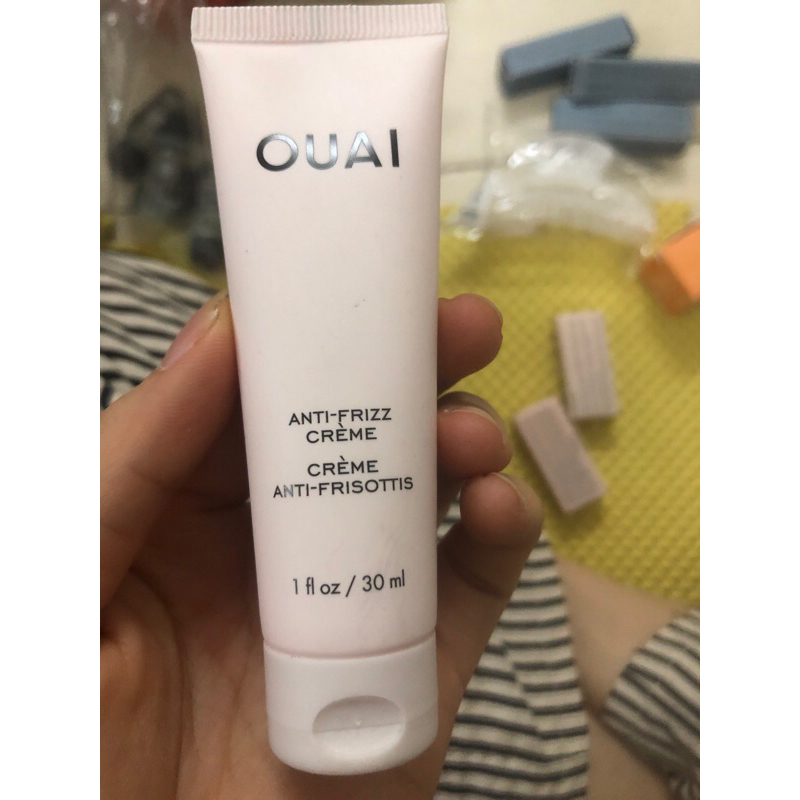 OUAI
ANTI-FRIZZ
CRÈME
CRÈME
ANTI-FRISOTTIS
1 fl oz / 30 ml